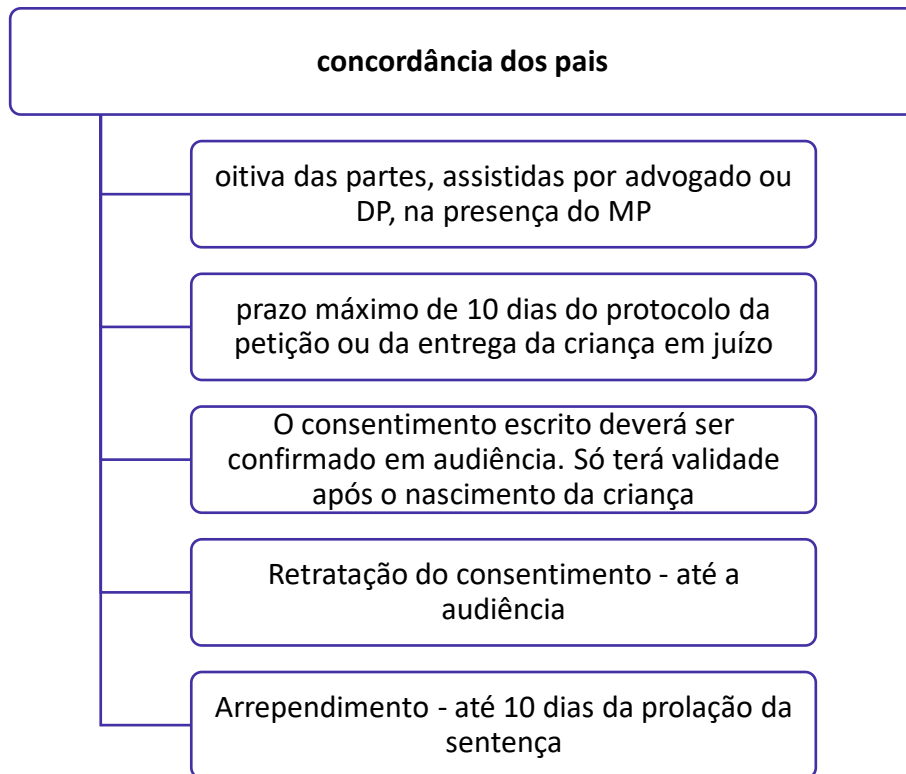 concordância dos pais
oitiva das partes, assistidas por advogado ou
DP, na presença do MP
prazo máximo de 10 dias do protocolo da
petição ou da entrega da criança em juízo
O consentimento escrito deverá ser
confirmado em audiência. Só terá validade
após o nascimento da criança
Retratação do consentimento - até a
audiência
Arrependimento - até 10 dias da prolação da
sentença